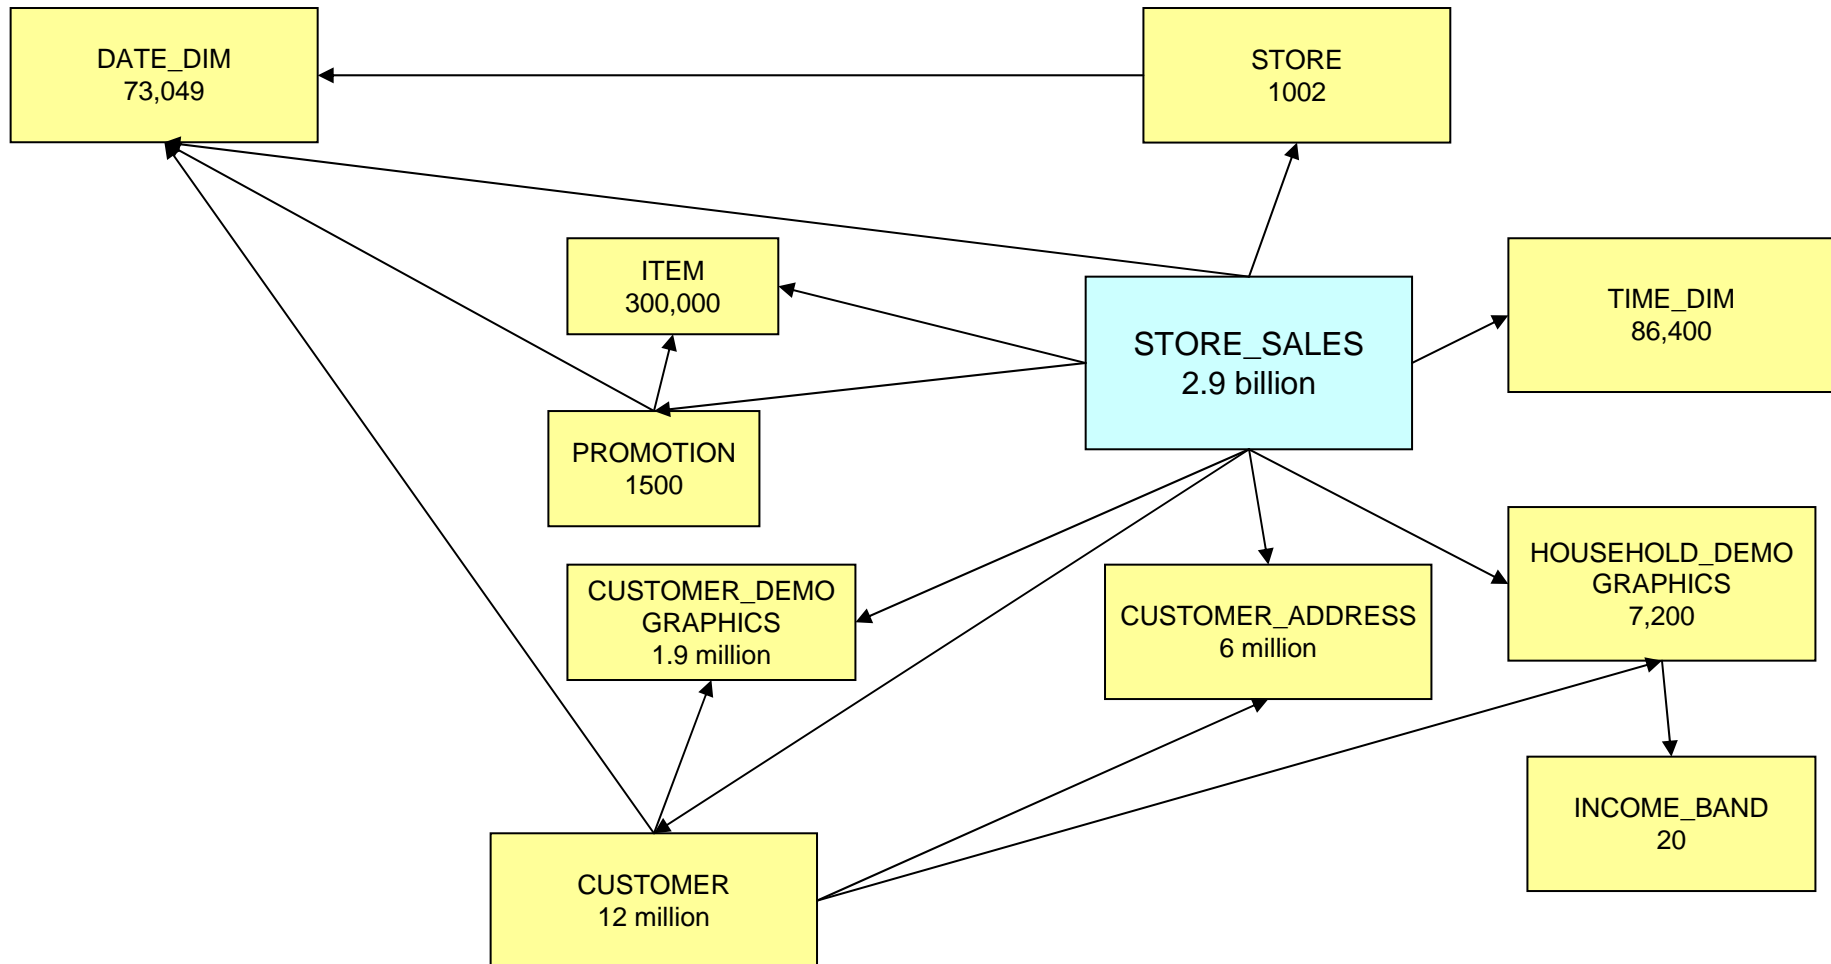 DATE_DIM
73,049
STORE
1002
ITEM
300,000
STORE_SALES
2.9 billion
TIME_DIM
86,400
PROMOTION
1500
CUSTOMER_DEMO
GRAPHICS
1.9 million
CUSTOMER_ADDRESS
6 million
HOUSEHOLD_DEMO
GRAPHICS
7,200
INCOME_BAND
20
CUSTOMER
12 million